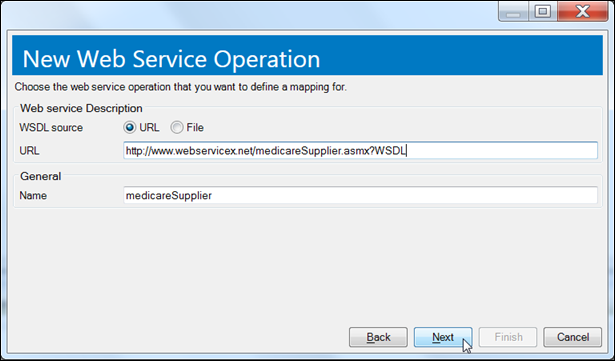 New Web Service Operation
Choose the web service operation that you want to define a mapping for.
Web service Description
WSDL source URL File
URL http://www.webservicex.net/medicareSupplier.asmx?WSDL
General
Name medicareSupplier
Back Next Finish Cancel